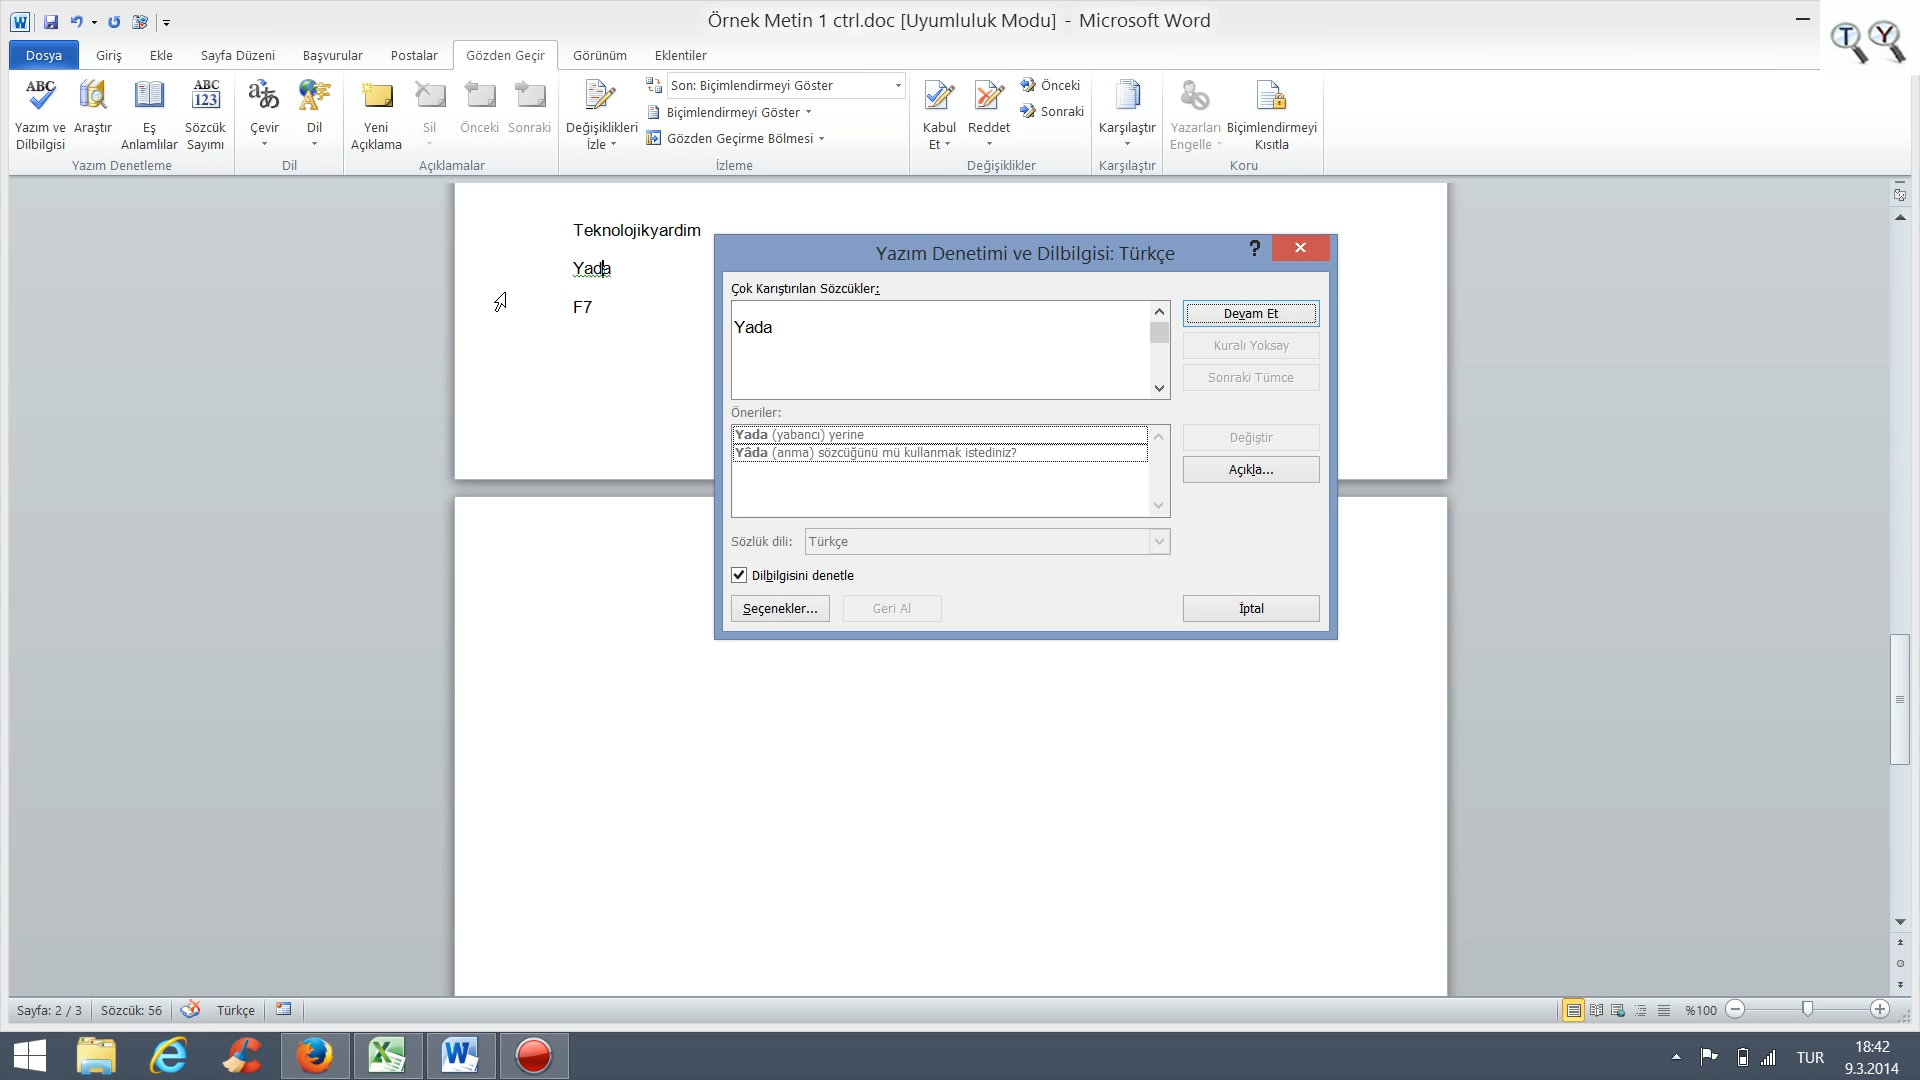 Örnek Metin 1 ctrl.doc [Uyumluluk Modu] - Microsoft Word
T Y
Dosya Giriş Ekle Sayfa Düzeni Başvurular Postalar Gözden Geçir Görünüm Eklentiler
ABC
Yazım ve
Dilbilgisi
Araştır
Eş
Anlamlılar
ABC
123
Sözcük
Sayımı
Yazım Denetleme
Çevir
Dil
Dil
Yeni
Açıklama
Sil
Önceki
Sonraki
Açıklamalar
Değişiklikleri
İzle
Son: Biçimlendirmeyi Göster
Biçimlendirmeyi Göster
Gözden Geçirme Bölmesi
İzleme
Kabul
Et
Reddet
Önceki
Sonraki
Değişiklikler
Karşılaştır
Karşılaştır
Yazarları
Engelle
Biçimlendirmeyi
Kısıtla
Koru
Teknolojikyardim
Yada
F7
Yazım Denetimi ve Dilbilgisi: Türkçe
Çok Karıştırılan Sözcükler:
Yada
Devam Et
Kuralı Yoksay
Sonraki Tümce
Öneriler:
Yada (yabancı) yerine
Yâda (anma) sözcüğünü mü kullanmak istediniz?
Değiştir
Açıkla...
Sözlük dili: Türkçe
Dilbilgisini denetle
Seçenekler... Geri Al İptal
Sayfa: 2 / 3 Sözcük: 56 Türkçe %100
TUR 18:42
9.3.2014